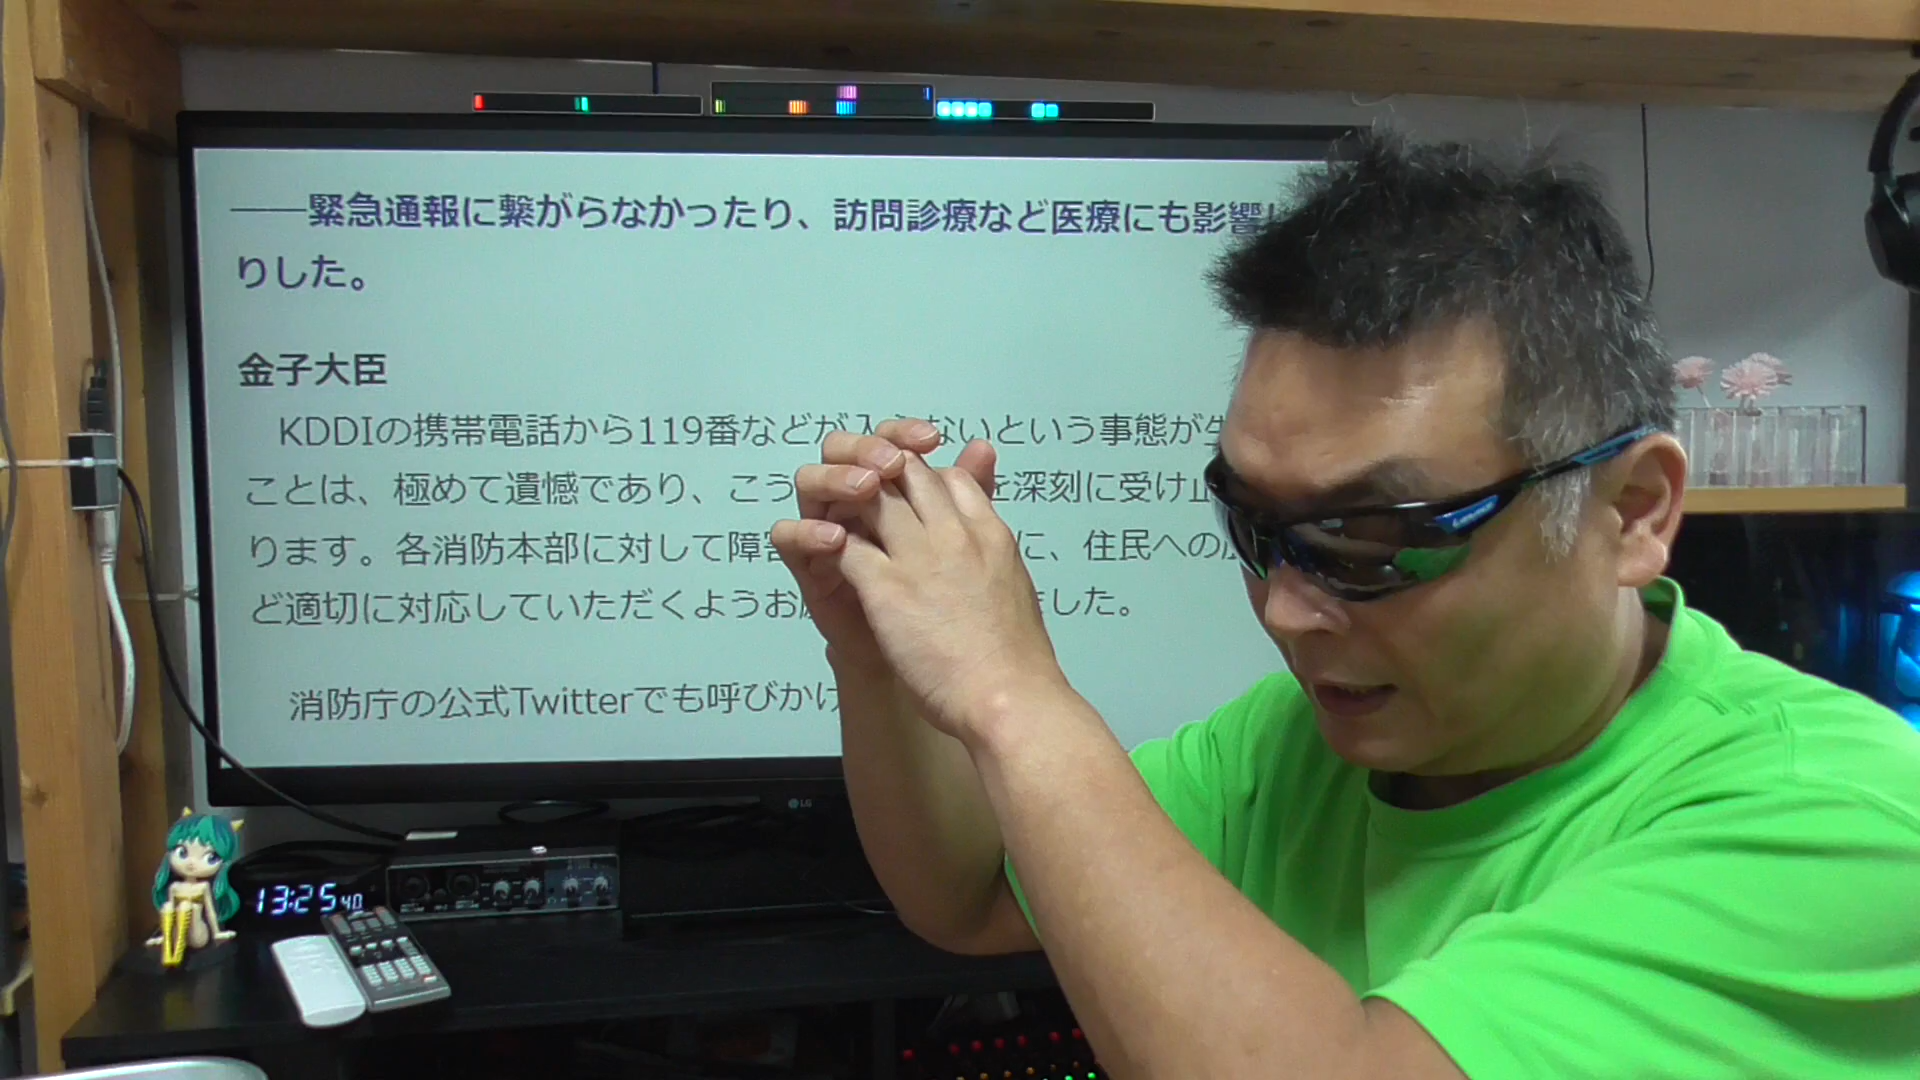 ――緊急通報に繋がらなかったり、訪問診療など医療にも影響
りした。
金子大臣
KDDIの携帯電話から119番などが入らないという事態が生
ことは、極めて遺憾であり、こう を深刻に受け止
ります。各消防本部に対して障害 に、住民への
ど適切に対応していただくようお願 ました。
消防庁の公式Twitterでも呼びかけ
LG
13:25 40